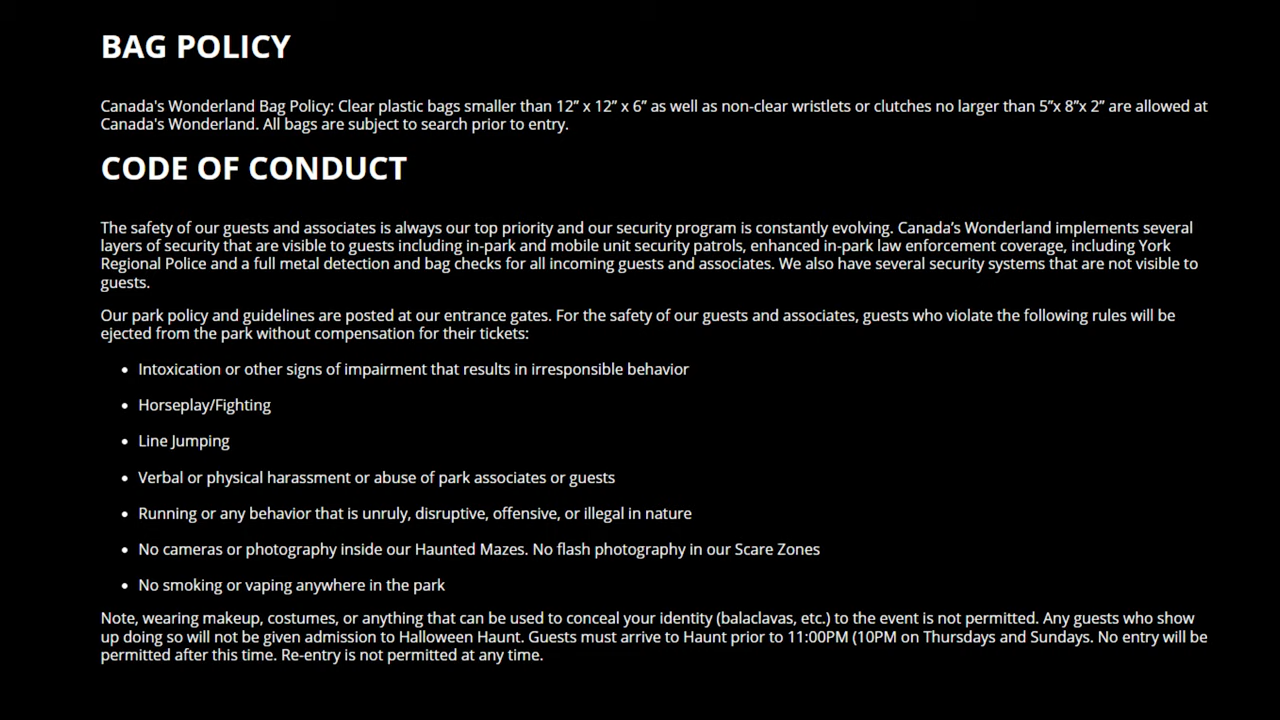 BAG POLICY
Canada's Wonderland Bag Policy: Clear plastic bags smaller than 12” x 12” x 6” as well as non-clear wristlets or clutches no larger than 5”x 8”x 2” are allowed at
Canada's Wonderland. All bags are subject to search prior to entry.
CODE OF CONDUCT
The safety of our guests and associates is always our top priority and our security program is constantly evolving. Canada’s Wonderland implements several
layers of security that are visible to guests including in-park and mobile unit security patrols, enhanced in-park law enforcement coverage, including York
Regional Police and a full metal detection and bag checks for all incoming guests and associates. We also have several security systems that are not visible to
guests.
Our park policy and guidelines are posted at our entrance gates. For the safety of our guests and associates, guests who violate the following rules will be
ejected from the park without compensation for their tickets:
• Intoxication or other signs of impairment that results in irresponsible behavior
• Horseplay/Fighting
• Line Jumping
• Verbal or physical harassment or abuse of park associates or guests
• Running or any behavior that is unruly, disruptive, offensive, or illegal in nature
• No cameras or photography inside our Haunted Mazes. No flash photography in our Scare Zones
• No smoking or vaping anywhere in the park
Note, wearing makeup, costumes, or anything that can be used to conceal your identity (balaclavas, etc.) to the event is not permitted. Any guests who show
up doing so will not be given admission to Halloween Haunt. Guests must arrive to Haunt prior to 11:00PM (10PM on Thursdays and Sundays. No entry will be
permitted after this time. Re-entry is not permitted at any time.